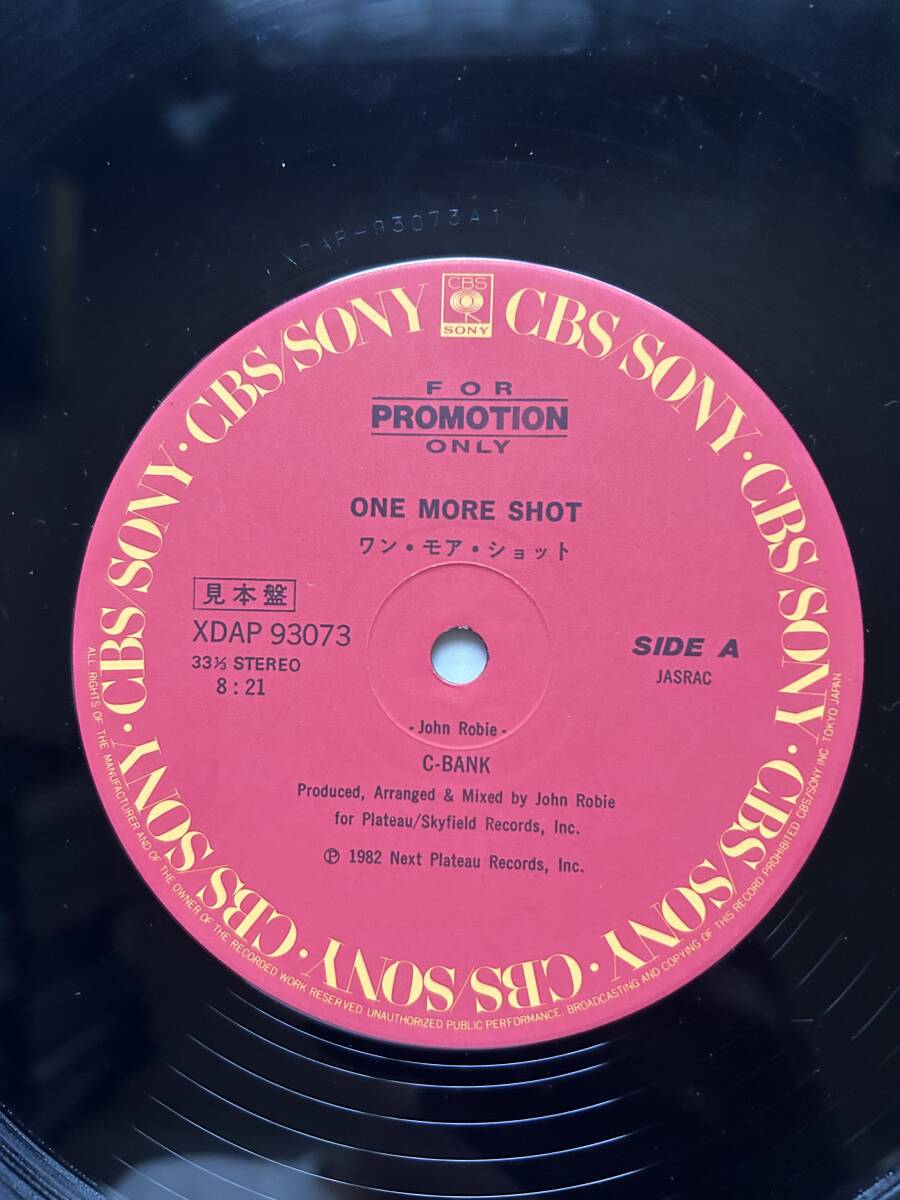 XDAP-93073A1
CBS/SONY · CBS/SONY · CBS/SONY · CBS/SONY · CBS/SONY · CBS/SONY · CBS/SONY · CBS/SONY · CBS/SONY
CBS
SONY
FOR
PROMOTION
ONLY
ONE MORE SHOT
ワン・モア・ショット
見本盤
XDAP 93073
33⅓ STEREO
8 : 21
SIDE A
JASRAC
- John Robie -
C-BANK
Produced, Arranged & Mixed by John Robie
for Plateau/Skyfield Records, Inc.
℗ 1982 Next Plateau Records, Inc.
ALL RIGHTS OF THE MANUFACTURER AND OF THE OWNER OF THE RECORDED WORK RESERVED UNAUTHORIZED PUBLIC PERFORMANCE. BROADCASTING AND COPYING OF THIS RECORD PROHIBITED CBS/SONY INC TOKYO JAPAN